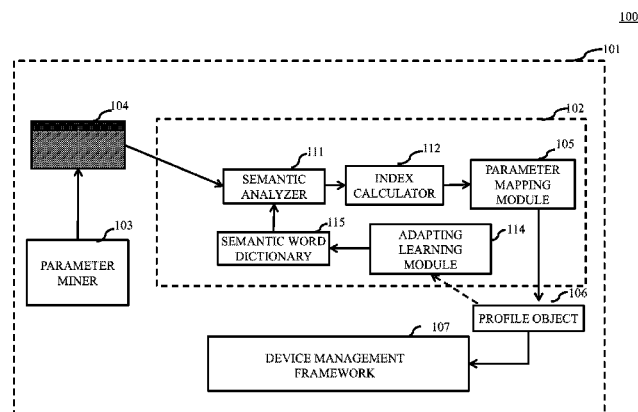 100
101
104
102
111
112
105
SEMANTIC
ANALYZER
INDEX
CALCULATOR
PARAMETER
MAPPING
MODULE
103
PARAMETER
MINER
115
SEMANTIC WORD
DICTIONARY
114
ADAPTING
LEARNING
MODULE
106
PROFILE OBJECT
107
DEVICE MANAGEMENT
FRAMEWORK